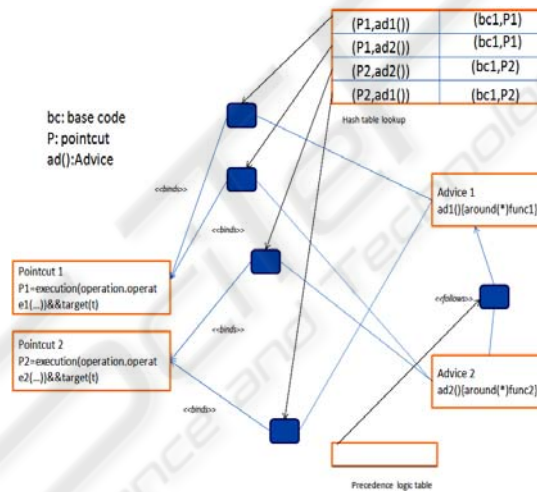 (P1,ad1()) (bc1,P1)
(P1,ad2()) (bc1,P1)
(P2,ad2()) (bc1,P2)
(P2,ad1()) (bc1,P2)
Hash table lookup
bc: base code
P: pointcut
ad():Advice
<<binds>>
<<binds>>
<<binds>>
<<binds>>
Advice 1
ad1(){around(*)func1]
Pointcut 1
P1=execution(operation.operat
e1(...))&&target(t)
Pointcut 2
P2=execution(operation.operat
e2(...))&&target(t)
<<follows>>
Advice 2
ad2(){around(*)func2]
Precedence logic table